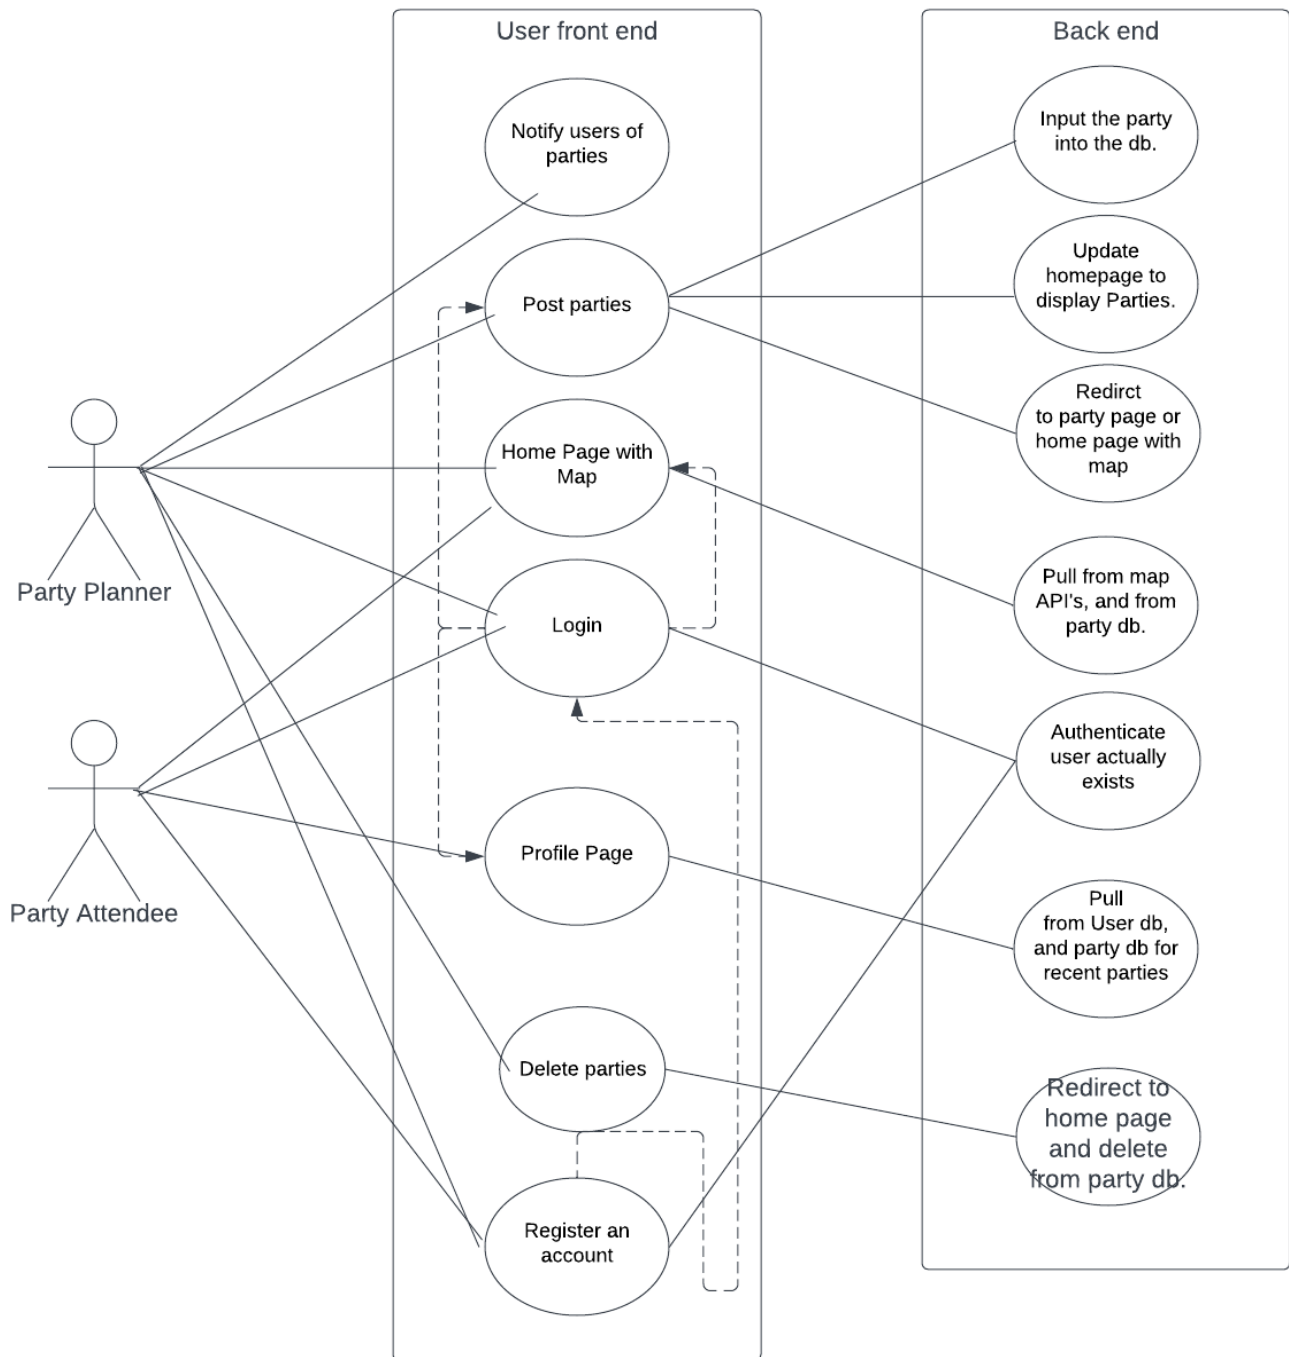 User front end
Back end
Notify users of
parties
Input the party
into the db.
Post parties
Update
homepage to
display Parties.
Home Page with
Map
Redirct
to party page or
home page with
map
Party Planner
Login
Pull from map
API's, and from
party db.
Authenticate
user actually
exists
Party Attendee
Profile Page
Pull
from User db,
and party db for
recent parties
Delete parties
Redirect to
home page
and delete
from party db.
Register an
account